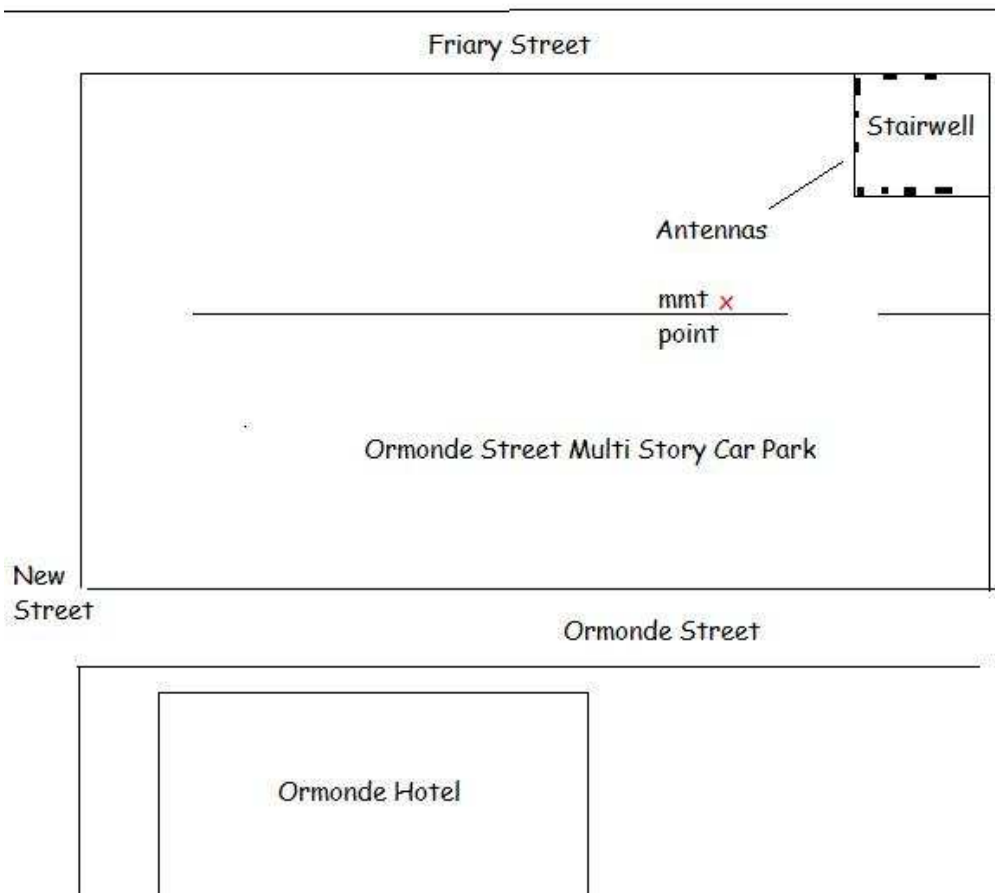 Friary Street
Stairwell
Antennas
mmt x
point
Ormonde Street Multi Story Car Park
New
Street
Ormonde Street
Ormonde Hotel